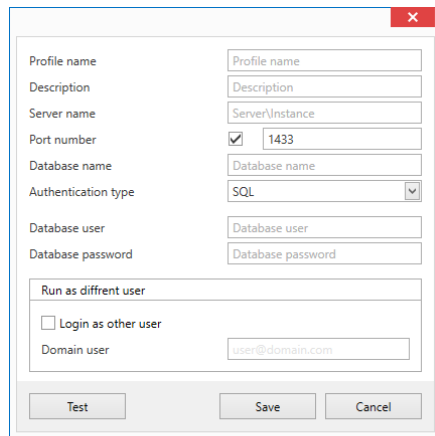 Profile name Profile name
Description Description
Server name Server\Instance
Port number 1433
Database name Database name
Authentication type SQL
Database user Database user
Database password Database password
Run as diffrent user
Login as other user
Domain user user@domain.com
Test Save Cancel